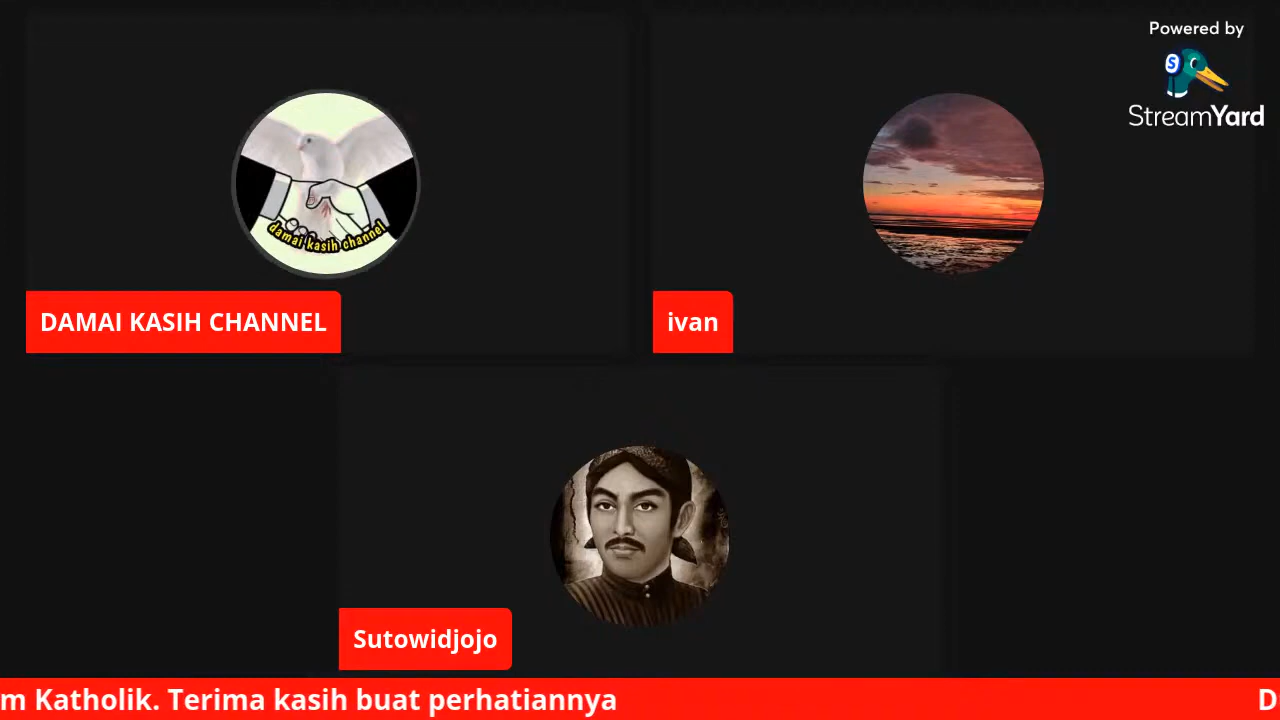 Powered by
StreamYard
damai kasih channel
DAMAI KASIH CHANNEL
ivan
Sutowidjojo
m Katholik. Terima kasih buat perhatiannya
D